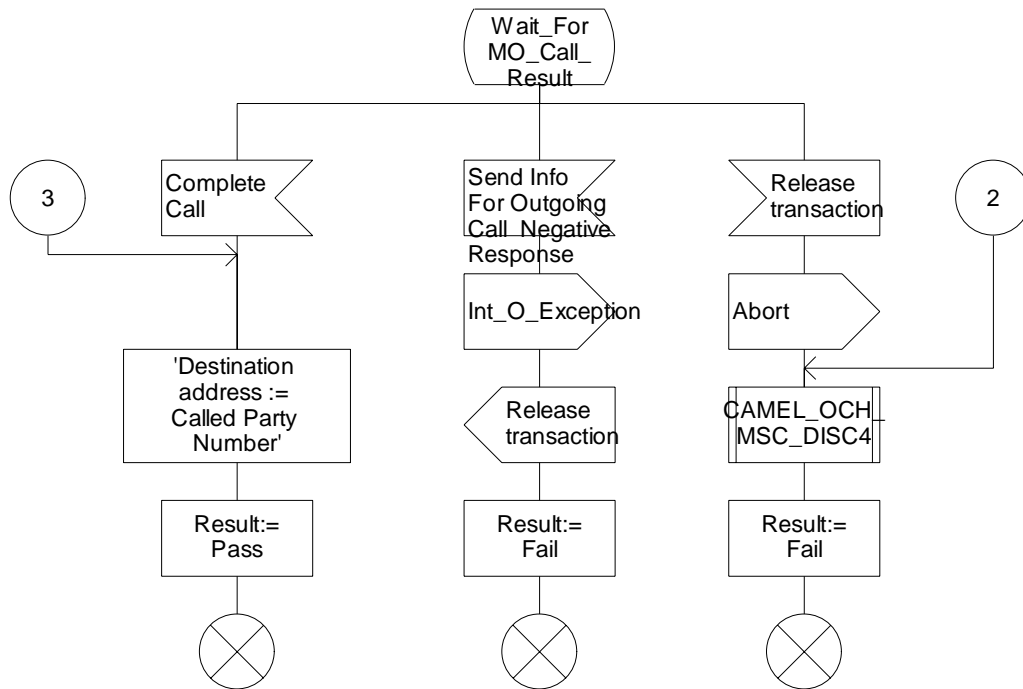 Wait_For
MO_Call_
Result
3
Complete
Call
Send Info
For Outgoing
Call Negative
Response
Release
transaction
2
Int_O_Exception
Abort
'Destination
address :=
Called Party
Number'
Release
transaction
CAMEL_OCH_
MSC_DISC4
Result:=
Pass
Result:=
Fail
Result:=
Fail